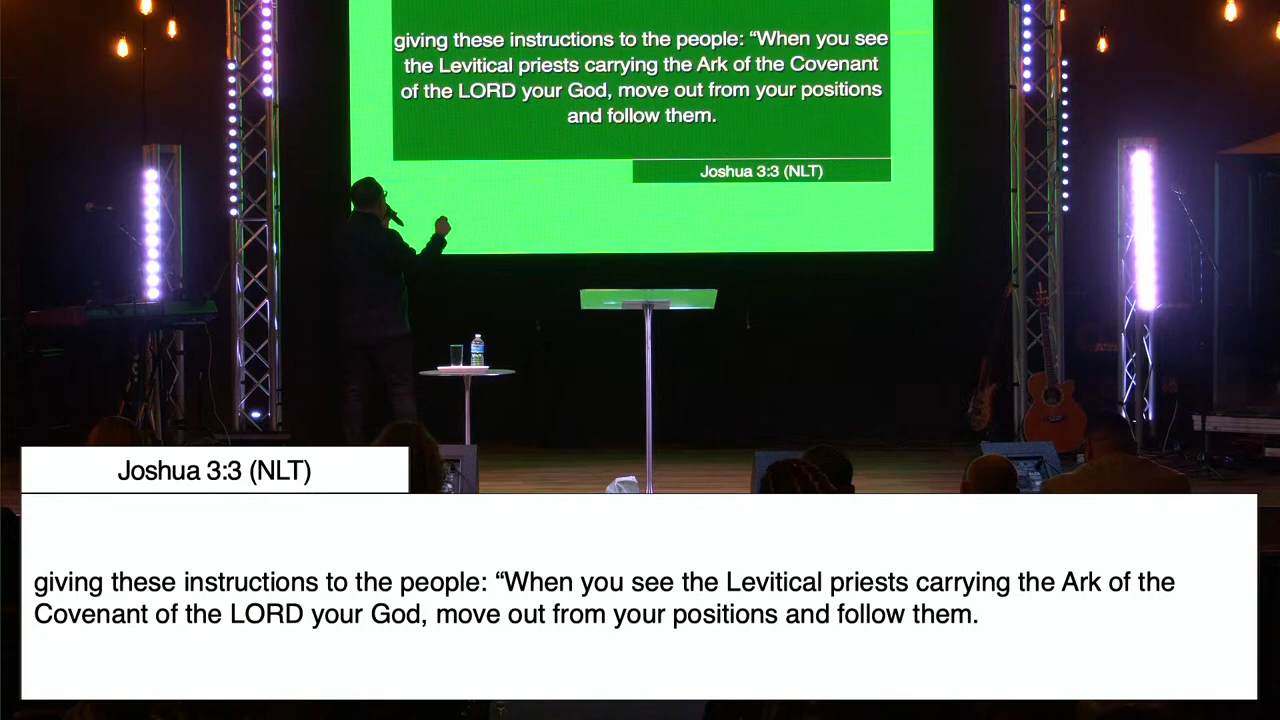 giving these instructions to the people: “When you see
the Levitical priests carrying the Ark of the Covenant
of the LORD your God, move out from your positions
and follow them.
Joshua 3:3 (NLT)
Joshua 3:3 (NLT)
giving these instructions to the people: “When you see the Levitical priests carrying the Ark of the
Covenant of the LORD your God, move out from your positions and follow them.